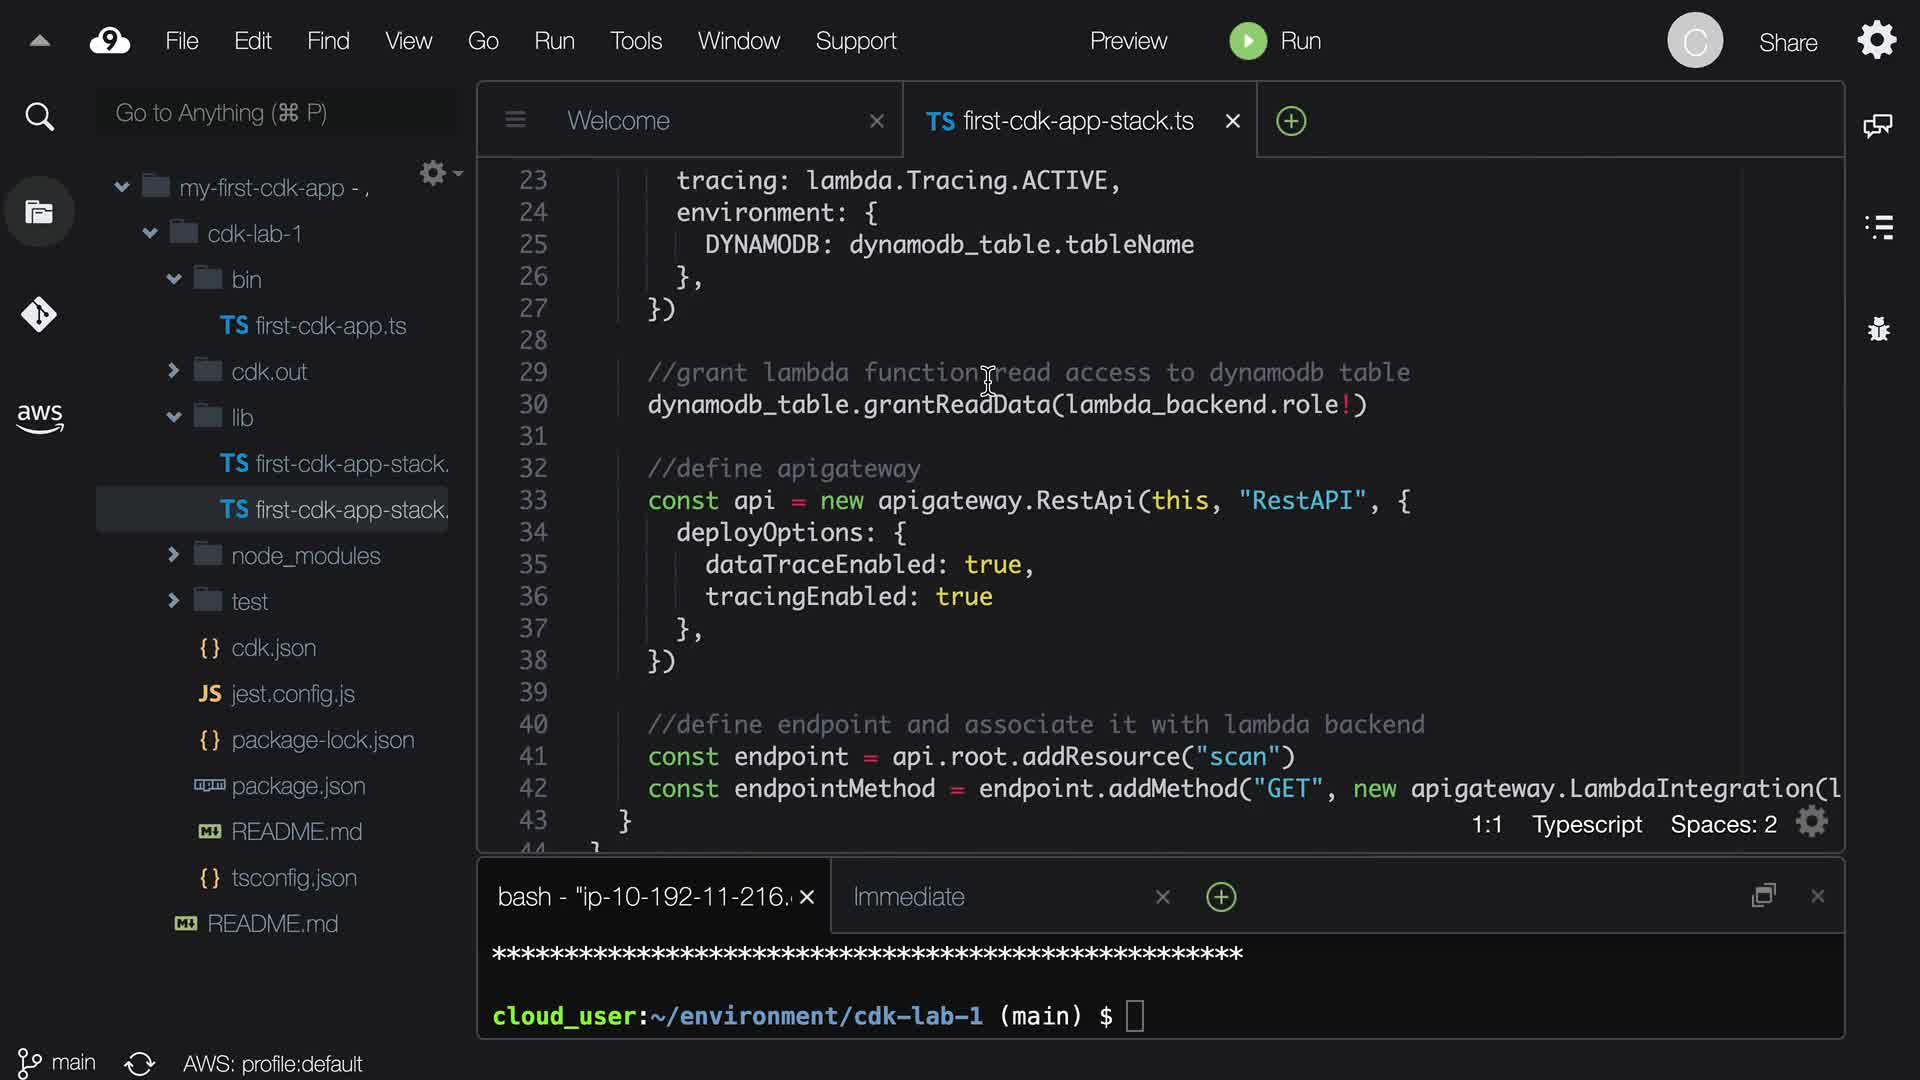 9 File Edit Find View Go Run Tools Window Support Preview Run C Share
Go to Anything (⌘ P)
Welcome
TS first-cdk-app-stack.ts
my-first-cdk-app - ,
cdk-lab-1
bin
TS first-cdk-app.ts
cdk.out
lib
TS first-cdk-app-stack.
TS first-cdk-app-stack.
node_modules
test
{} cdk.json
JS jest.config.js
{} package-lock.json
package.json
README.md
{} tsconfig.json
README.md
aws
23 tracing: lambda.Tracing.ACTIVE,
24 environment: {
25 DYNAMODB: dynamodb_table.tableName
26 },
27 })
28
29 //grant lambda function read access to dynamodb table
30 dynamodb_table.grantReadData(lambda_backend.role!)
31
32 //define apigateway
33 const api = new apigateway.RestApi(this, "RestAPI", {
34 deployOptions: {
35 dataTraceEnabled: true,
36 tracingEnabled: true
37 },
38 })
39
40 //define endpoint and associate it with lambda backend
41 const endpoint = api.root.addResource("scan")
42 const endpointMethod = endpoint.addMethod("GET", new apigateway.LambdaIntegration(l
43 }
44 }
1:1 Typescript Spaces: 2
bash - "ip-10-192-11-216.
Immediate
****************************************************
cloud_user:~/environment/cdk-lab-1 (main) $
main AWS: profile:default